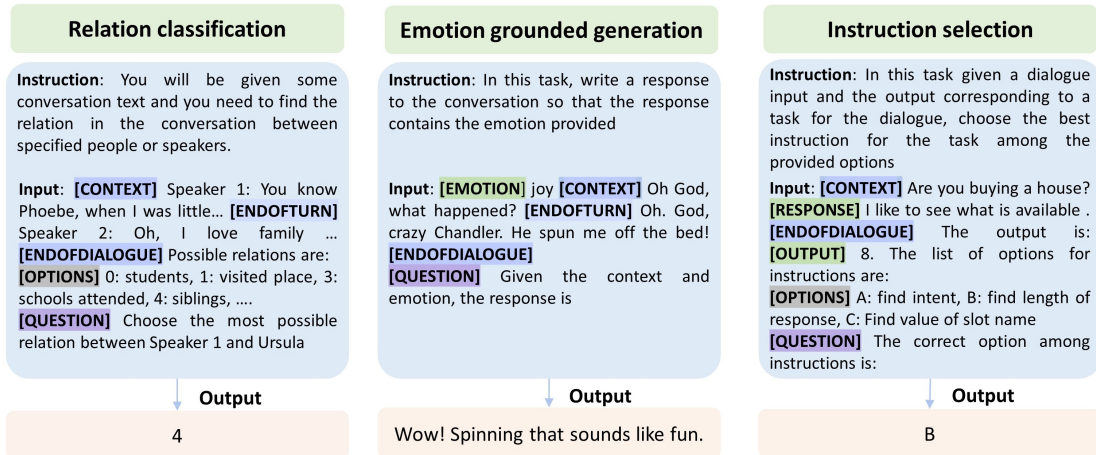 Relation classification
Instruction: You will be given some
conversation text and you need to find the
relation in the conversation between
specified people or speakers.
Input: [CONTEXT] Speaker 1: You know
Phoebe, when I was little... [ENDOFTURN]
Speaker 2: Oh, I love family ...
[ENDOFDIALOGUE] Possible relations are:
[OPTIONS] 0: students, 1: visited place, 3:
schools attended, 4: siblings, ....
[QUESTION] Choose the most possible
relation between Speaker 1 and Ursula
Output
4
Emotion grounded generation
Instruction: In this task, write a response
to the conversation so that the response
contains the emotion provided
Input: [EMOTION] joy [CONTEXT] Oh God,
what happened? [ENDOFTURN] Oh. God,
crazy Chandler. He spun me off the bed!
[ENDOFDIALOGUE]
[QUESTION] Given the context and
emotion, the response is
Output
Wow! Spinning that sounds like fun.
Instruction selection
Instruction: In this task given a dialogue
input and the output corresponding to a
task for the dialogue, choose the best
instruction for the task among the
provided options
Input: [CONTEXT] Are you buying a house?
[RESPONSE] I like to see what is available .
[ENDOFDIALOGUE] The output is:
[OUTPUT] 8. The list of options for
instructions are:
[OPTIONS] A: find intent, B: find length of
response, C: Find value of slot name
[QUESTION] The correct option among
instructions is:
Output
B